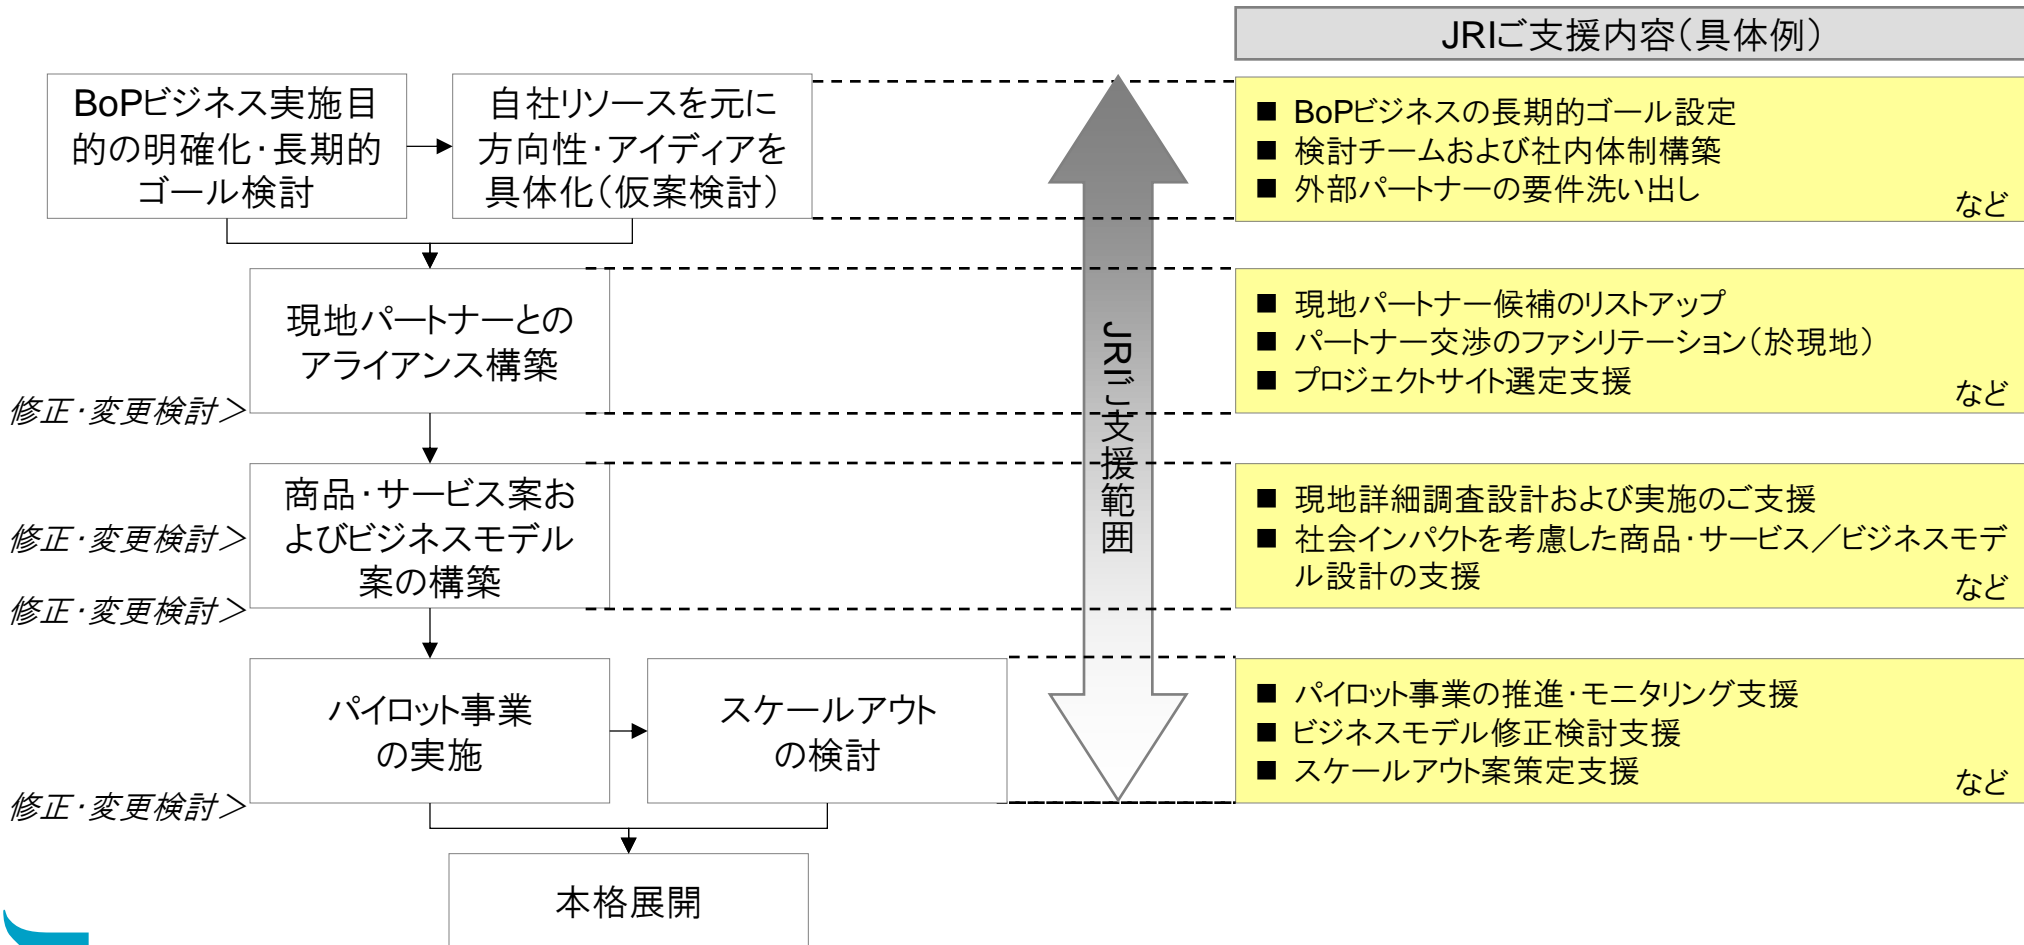 JRIご支援内容（具体例）
BoPビジネス実施目
的の明確化・長期的
ゴール検討
自社リソースを元に
方向性・アイディアを
具体化（仮案検討）
■ BoPビジネスの長期的ゴール設定
■ 検討チームおよび社内体制構築
■ 外部パートナーの要件洗い出し
など
現地パートナーとの
アライアンス構築
■ 現地パートナー候補のリストアップ
■ パートナー交渉のファシリテーション（於現地）
■ プロジェクトサイト選定支援
など
修正・変更検討＞
JRIご支援範囲
商品・サービス案お
よびビジネスモデル
案の構築
修正・変更検討＞
修正・変更検討＞
■ 現地詳細調査設計および実施のご支援
■ 社会インパクトを考慮した商品・サービス／ビジネスモデ
ル設計の支援
など
パイロット事業
の実施
スケールアウト
の検討
■ パイロット事業の推進・モニタリング支援
■ ビジネスモデル修正検討支援
■ スケールアウト案策定支援
など
修正・変更検討＞
本格展開